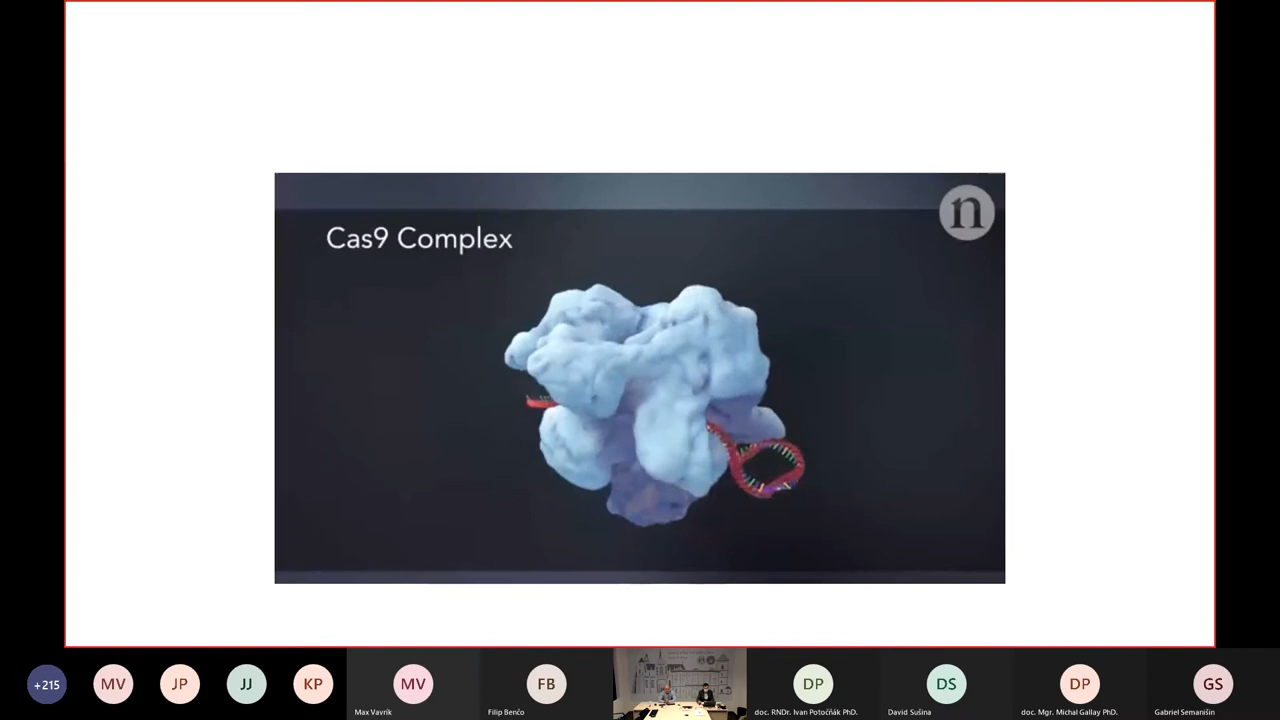 n
Cas9 Complex
+215
MV
JP
JJ
KP
MV
FB
DP
DS
DP
GS
Max Vavrík
Filip Benčo
doc. RNDr. Ivan Potočňák PhD.
David Sušina
doc. Mgr. Michal Gallay PhD.
Gabriel Semanišin